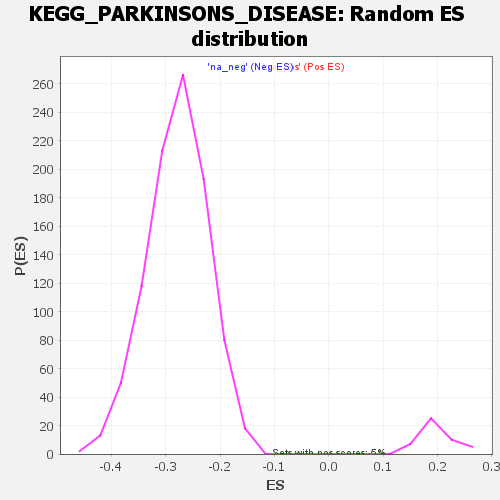 KEGG_PARKINSONS_DISEASE: Random ES
distribution
'na_neg' (Neg ES)s' (Pos ES)
260
240
220
200
180
160
140
120
100
80
60
40
20
0
P(ES)
Sets with pos scores: 5%
-0.4 -0.3 -0.2 -0.1 0.0 0.1 0.2 0.3
ES